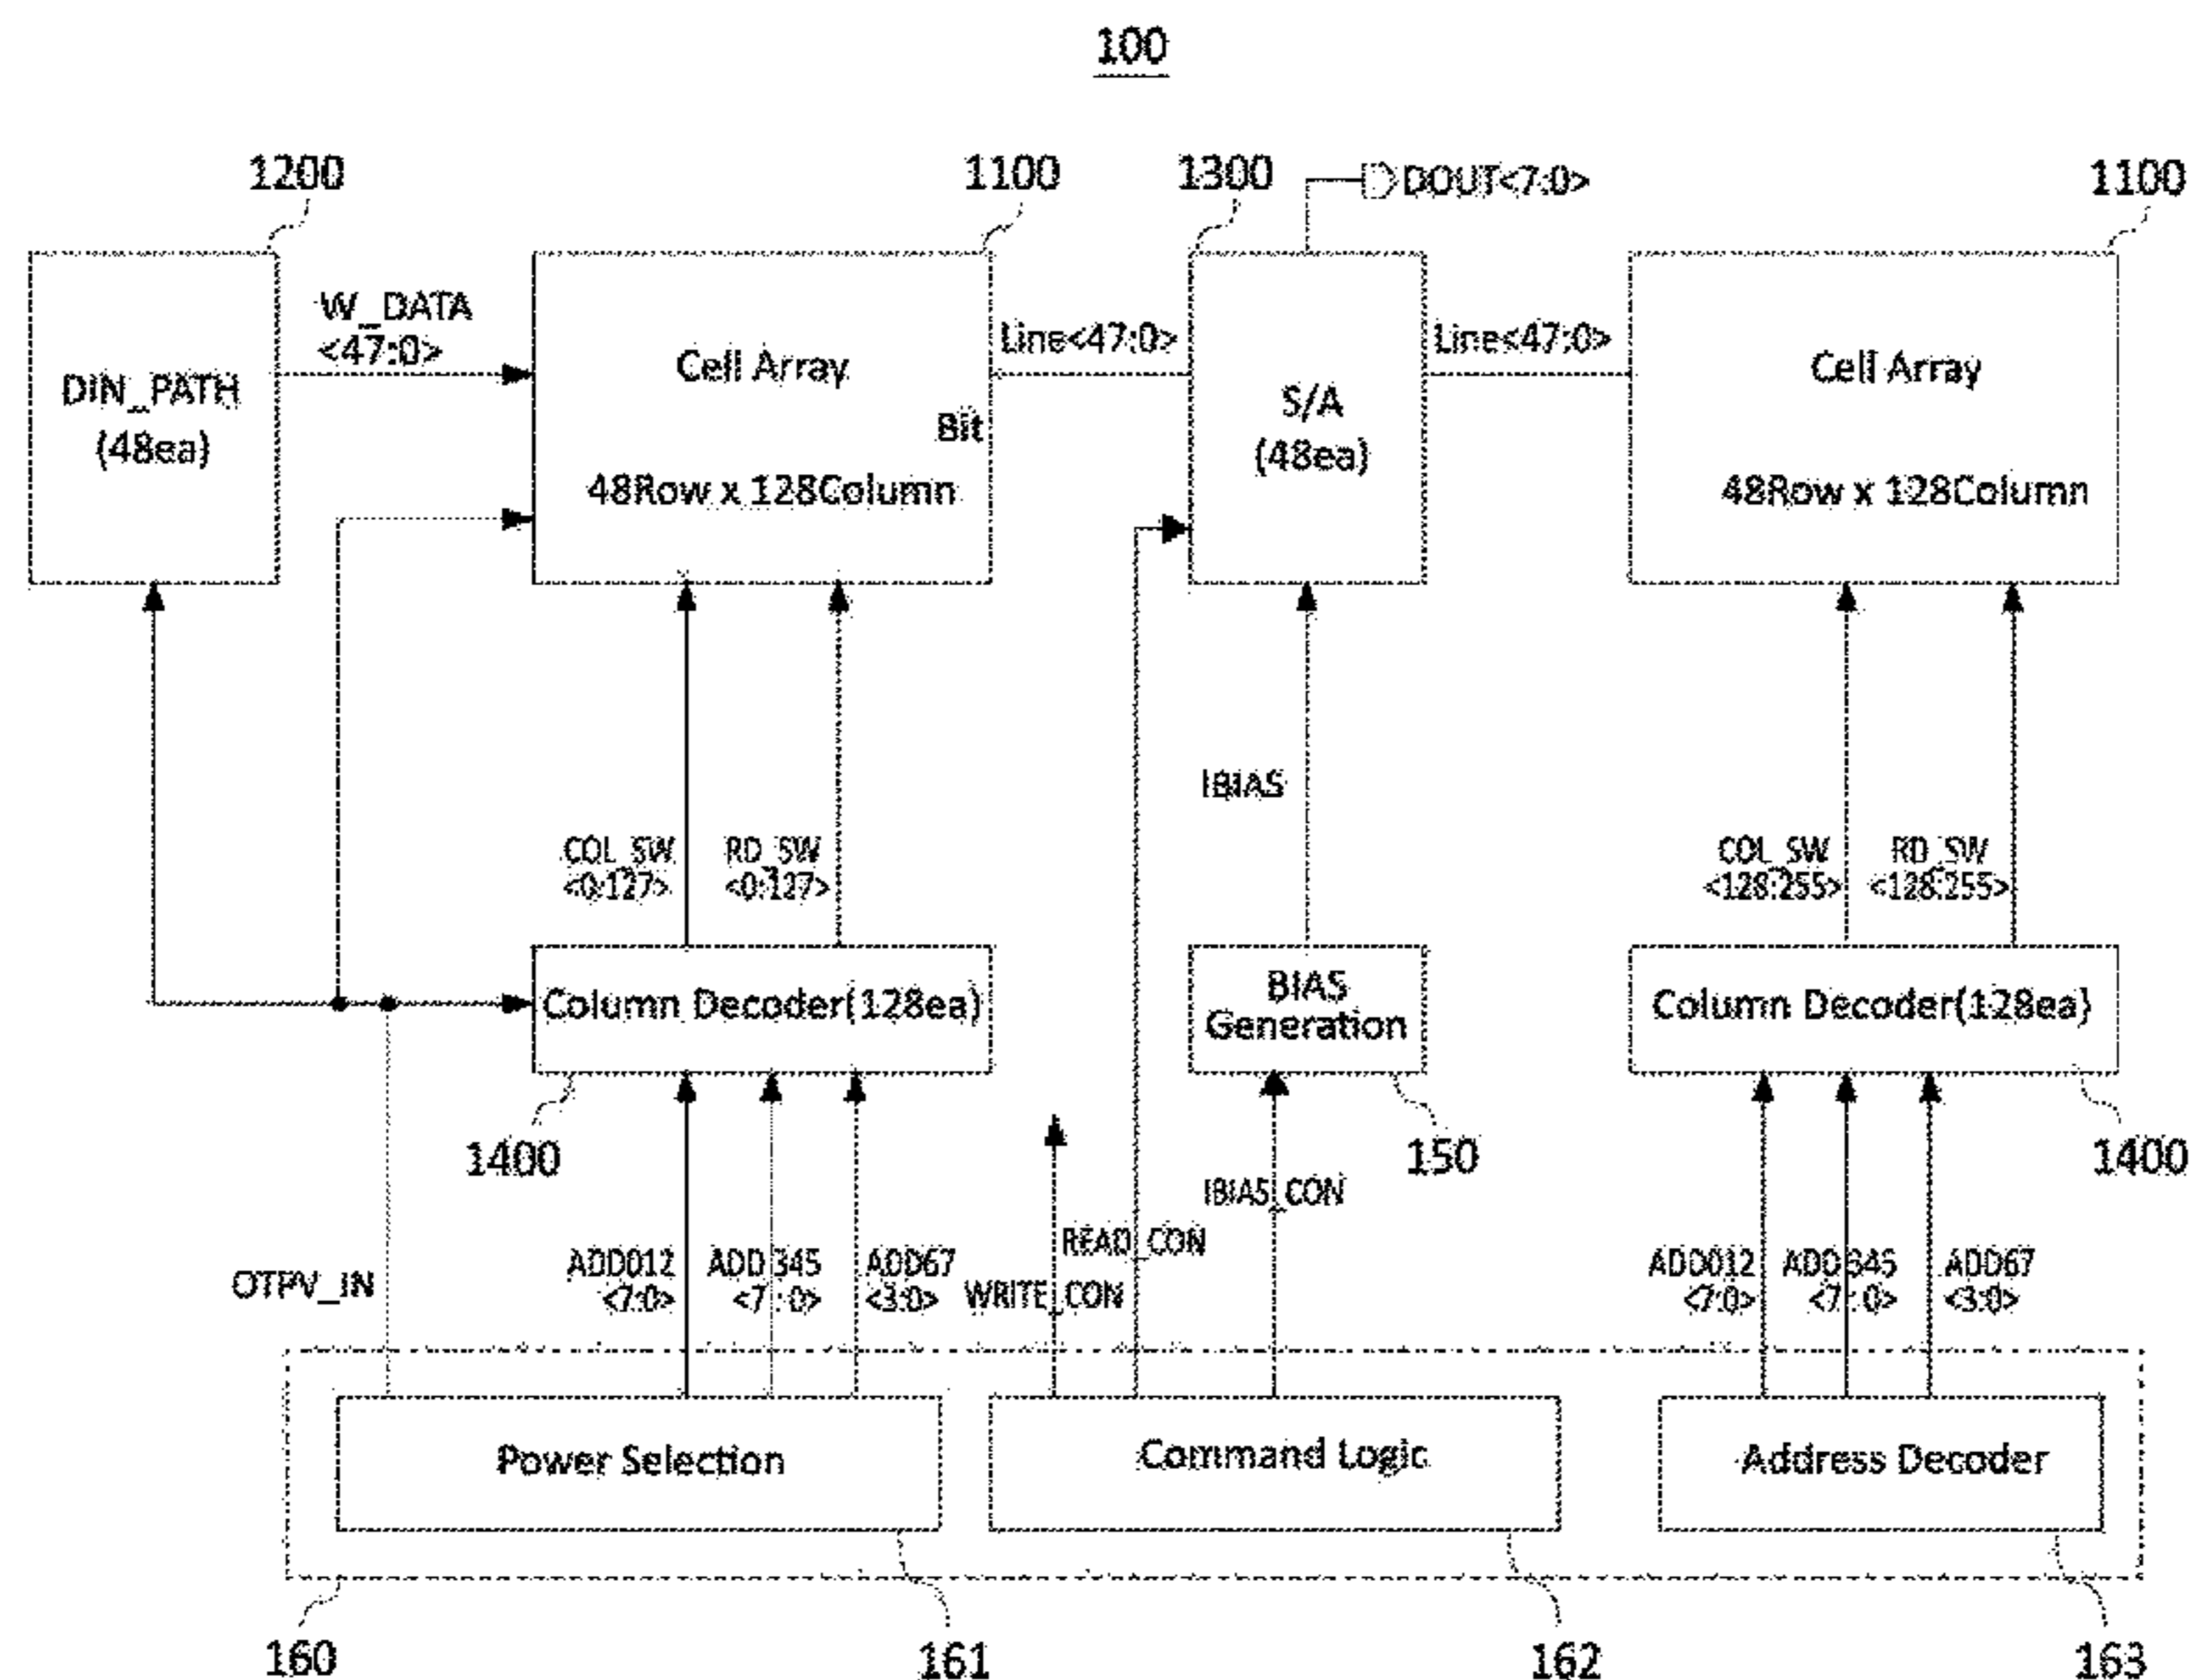 100
1200
1100
1300
DOUT<7:0>
1100
W_DATA
<47:0>
DIN_PATH
(48ea)
Cell Array
Bit
48Row x 128Column
Line<47:0>
S/A
(48ea)
Line<47:0>
Cell Array
48Row x 128Column
IBIAS
COL_SW
<0:127>
RD_SW
<0:127>
COL_SW
<128:255>
RD_SW
<128:255>
Column Decoder(128ea)
BIAS
Generation
Column Decoder(128ea)
1400
150
1400
IBIAS_CON
READ_CON
WRITE_CON
OTPV_IN
ADD012
<7:0>
ADD345
<7:0>
ADD67
<3:0>
ADD012
<7:0>
ADD345
<7:0>
ADD67
<3:0>
Power Selection
Command Logic
Address Decoder
160
161
162
163